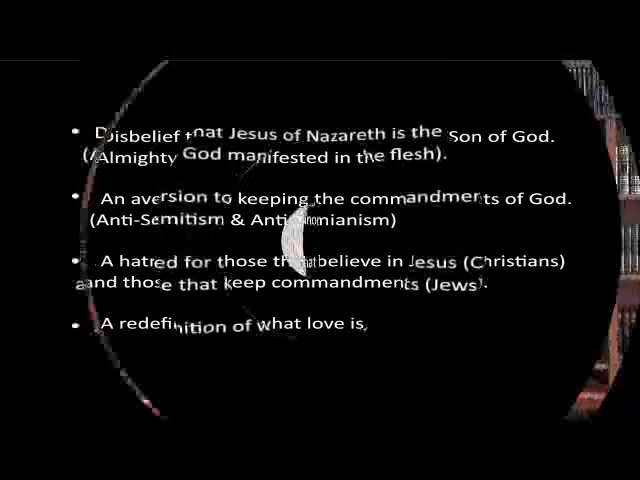 • Disbelief that Jesus of Nazareth is the Son of God.
(Almighty God manifested in the flesh).
• An aversion to keeping the commandments of God.
(Anti-Semitism & Antinomianism)
• A hatred for those that believe in Jesus (Christians)
and those that keep commandments (Jews).
• A redefinition of what love is,